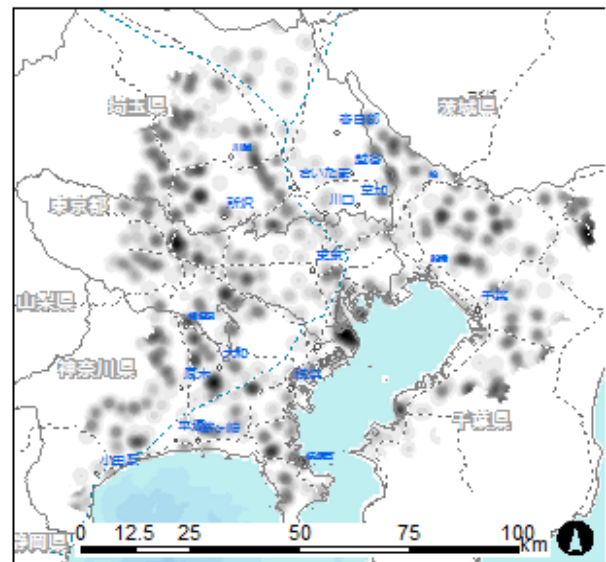 埼玉県
茨城県
春日部
川越
越谷
さいたま
柏
草加
川口
所沢
東京都
東京
船橋
千葉
山梨県
相模原
大和
神奈川県
厚木
横浜
千葉県
平塚
小田原
横須賀
静岡県
0 12.5 25 50 75 100
km